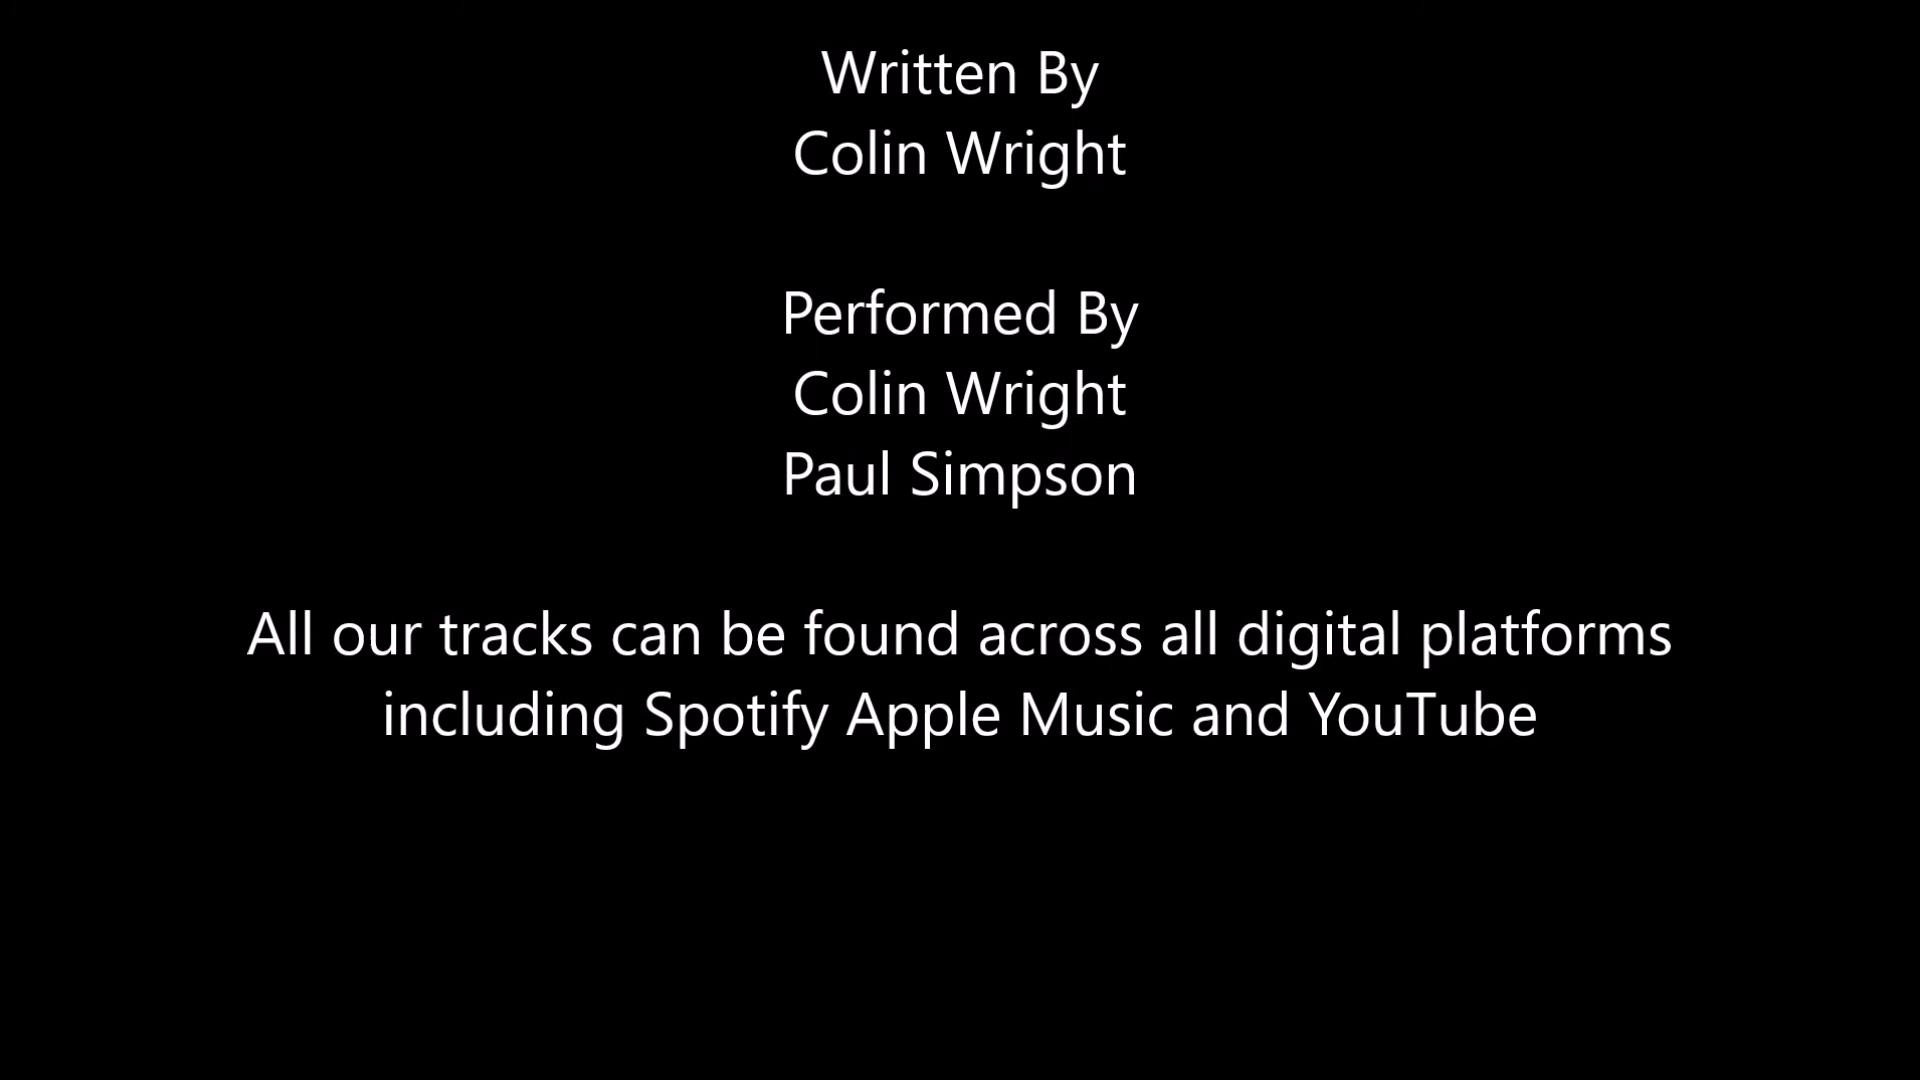 Written By
Colin Wright
Performed By
Colin Wright
Paul Simpson
All our tracks can be found across all digital platforms
including Spotify Apple Music and YouTube